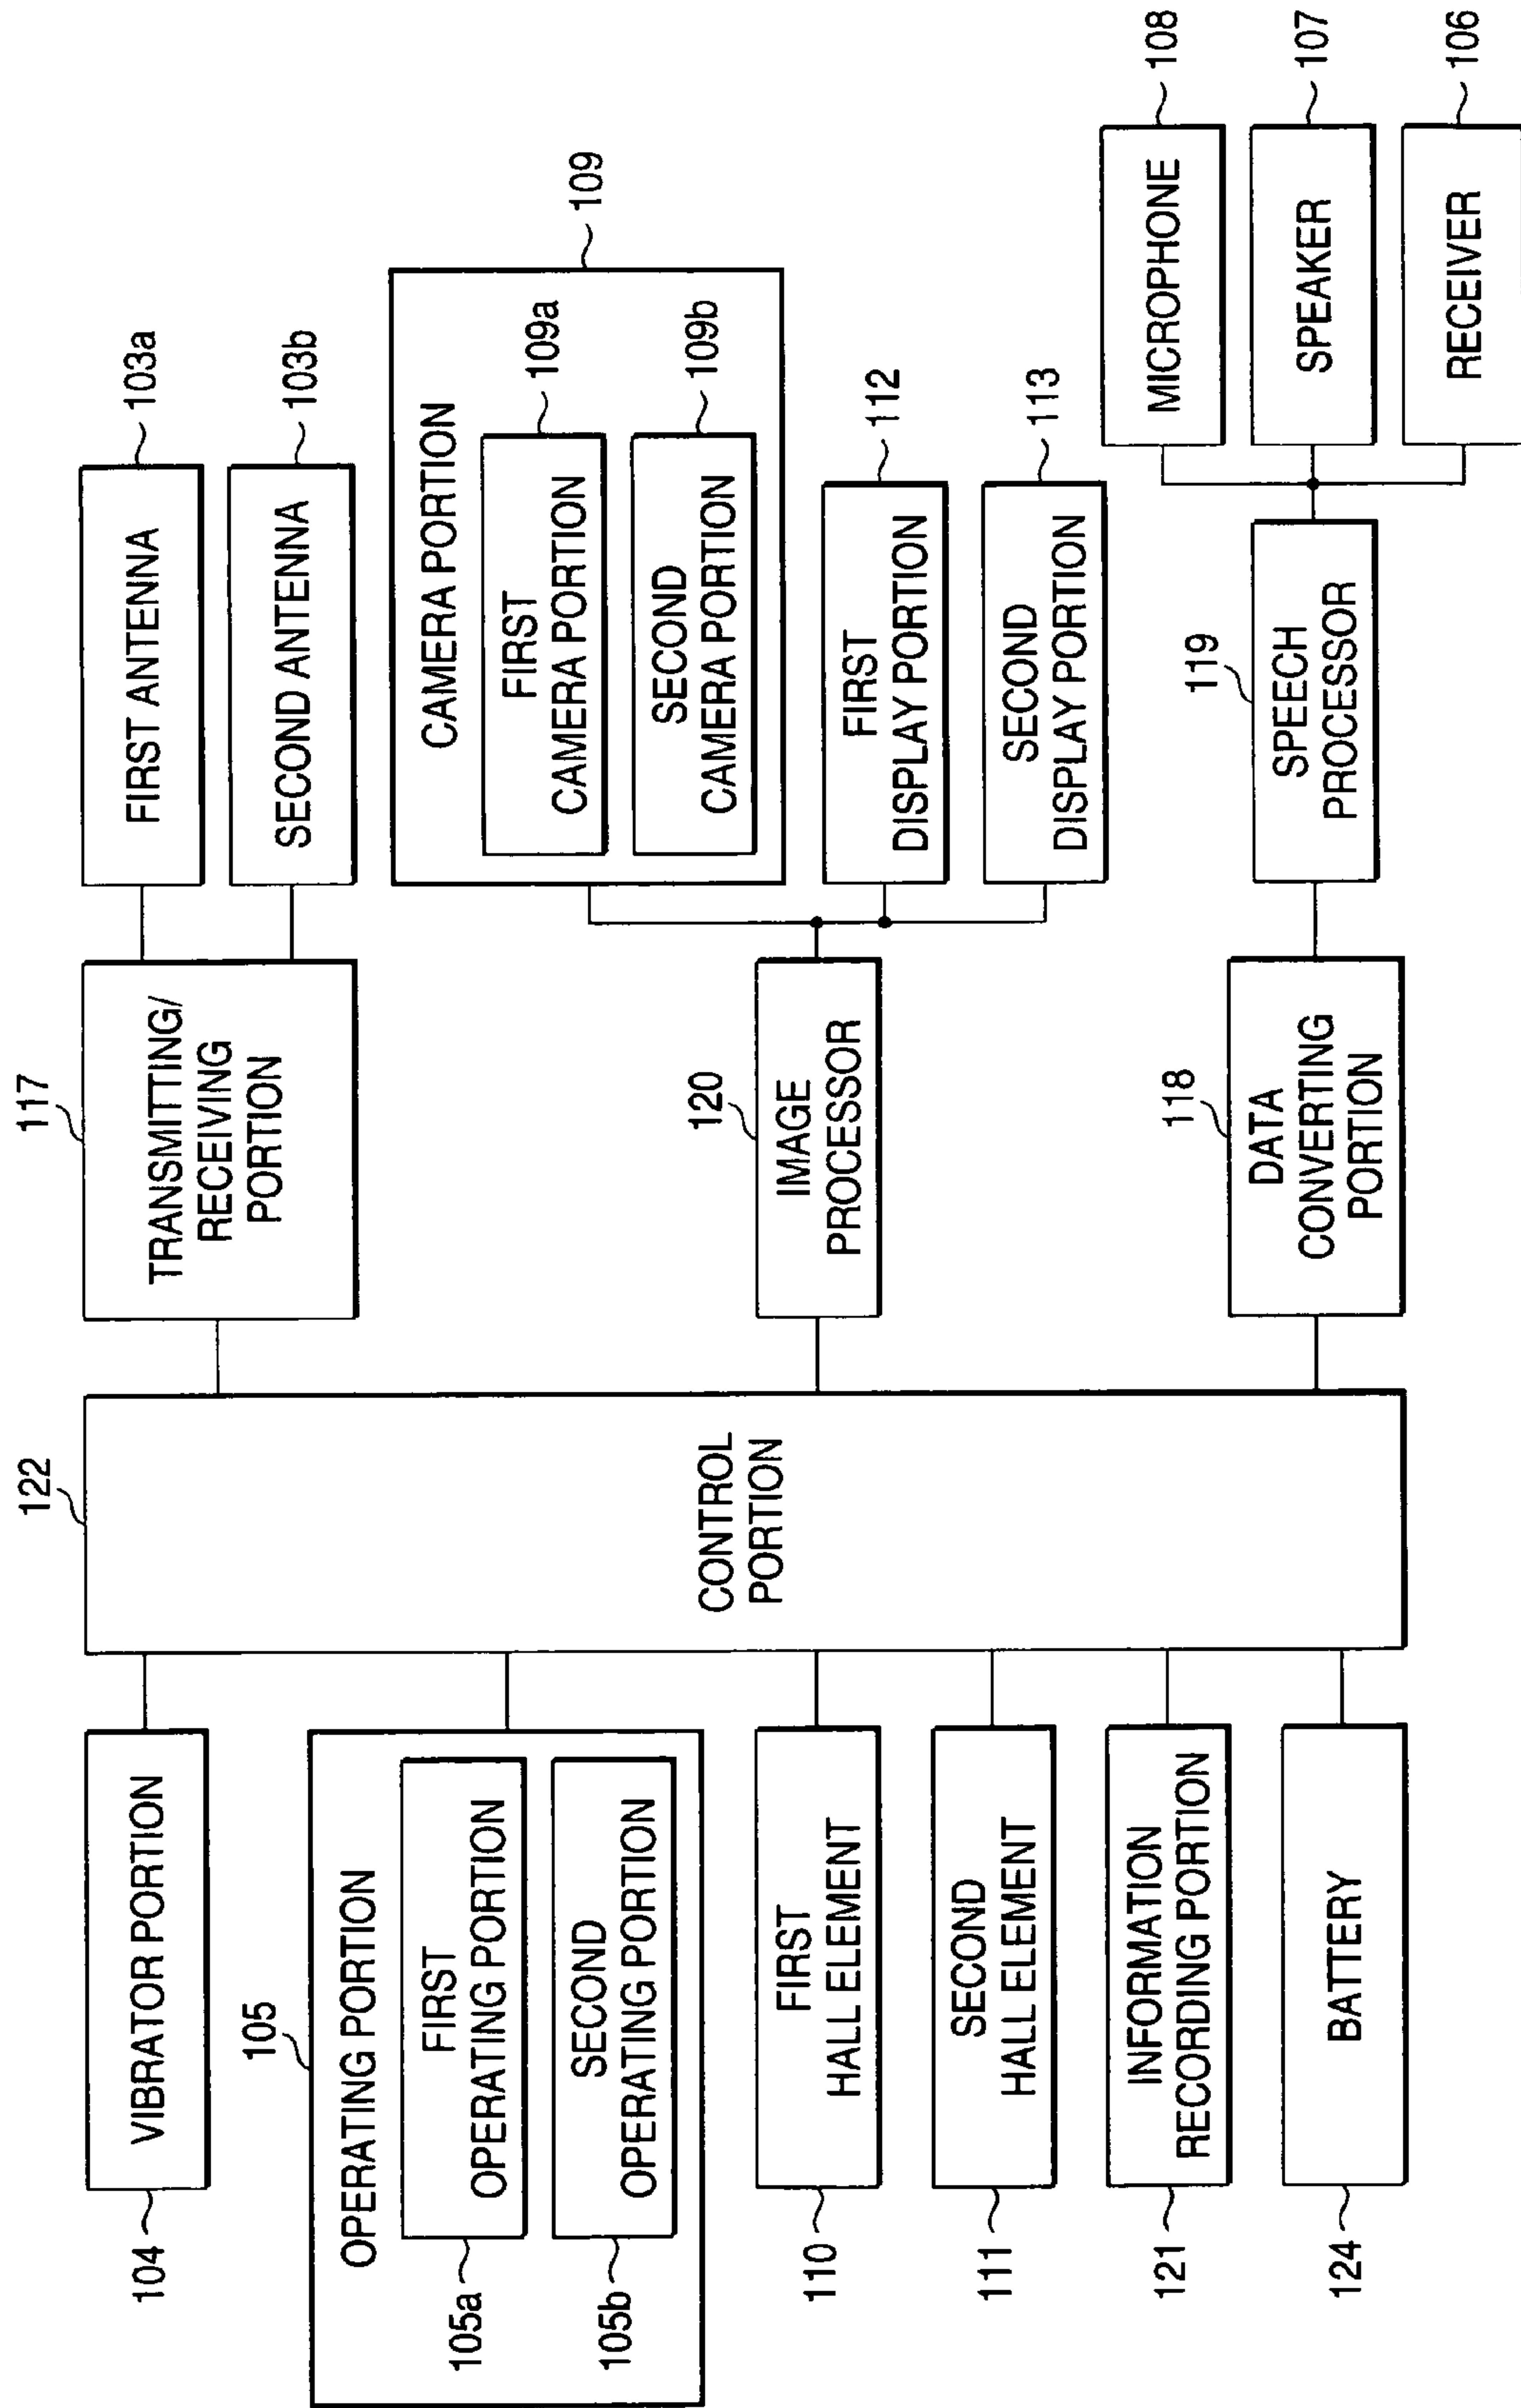 104
VIBRATOR PORTION
105
OPERATING PORTION
105a
FIRST
OPERATING PORTION
105b
SECOND
OPERATING PORTION
110
FIRST
HALL ELEMENT
111
SECOND
HALL ELEMENT
121
INFORMATION
RECORDING PORTION
124
BATTERY
122
CONTROL
PORTION
117
TRANSMITTING/
RECEIVING
PORTION
FIRST ANTENNA
103a
SECOND ANTENNA
103b
120
IMAGE
PROCESSOR
109
CAMERA PORTION
FIRST
CAMERA PORTION
109a
SECOND
CAMERA PORTION
109b
FIRST
DISPLAY PORTION
112
SECOND
DISPLAY PORTION
113
118
DATA
CONVERTING
PORTION
119
SPEECH
PROCESSOR
MICROPHONE
108
SPEAKER
107
RECEIVER
106